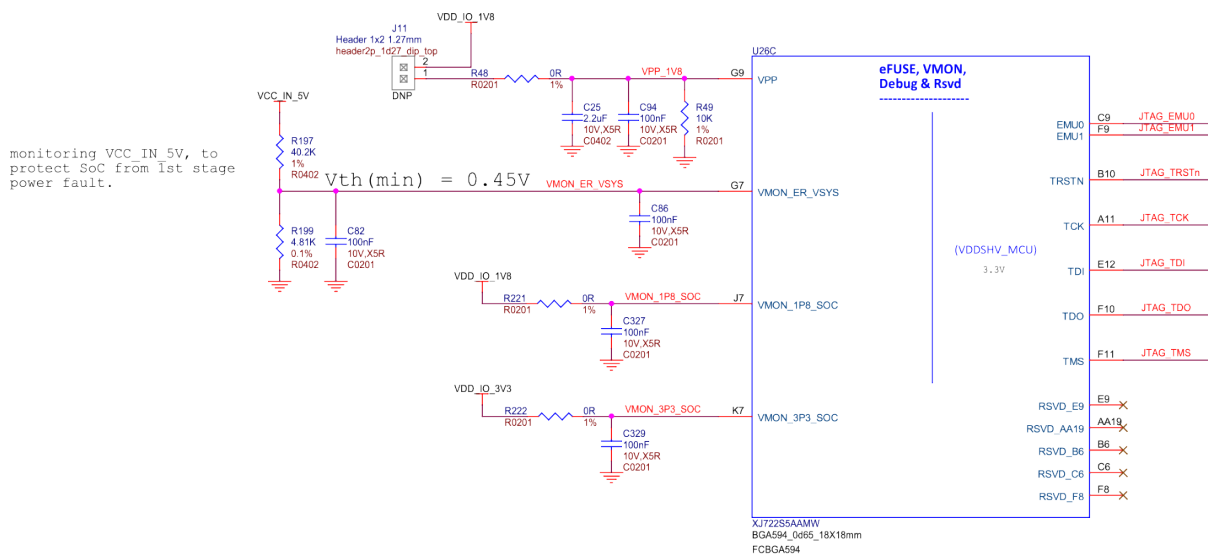 J11
Header 1x2 1.27mm
header2p_1d27_dip_top
VDD_IO_1V8
2
1
DNP
R48
R0201
0R
1%
VPP_1V8
C25
2.2uF
10V,X5R
C0402
C94
100nF
10V,X5R
C0201
R49
10K
1%
R0201
G9
VPP
U26C
eFUSE, VMON,
Debug & Rsvd
--------------------
VCC_IN_5V
R197
40.2K
1%
R0402
monitoring VCC_IN_5V, to
protect SoC from 1st stage
power fault.
Vth(min) = 0.45V
VMON_ER_VSYS
G7
VMON_ER_VSYS
R199
4.81K
0.1%
R0402
C82
100nF
10V,X5R
C0201
C86
100nF
10V,X5R
C0201
VDD_IO_1V8
R221
R0201
0R
1%
VMON_1P8_SOC
J7
VMON_1P8_SOC
C327
100nF
10V,X5R
C0201
VDD_IO_3V3
R222
R0201
0R
1%
VMON_3P3_SOC
K7
VMON_3P3_SOC
C329
100nF
10V,X5R
C0201
(VDDSHV_MCU)
3.3V
EMU0
C9
JTAG_EMU0
EMU1
F9
JTAG_EMU1
TRSTN
B10
JTAG_TRSTn
TCK
A11
JTAG_TCK
TDI
E12
JTAG_TDI
TDO
F10
JTAG_TDO
TMS
F11
JTAG_TMS
RSVD_E9
E9
RSVD_AA19
AA19
RSVD_B6
B6
RSVD_C6
C6
RSVD_F8
F8
XJ722S5AAMW
BGA594_0d65_18X18mm
FCBGA594